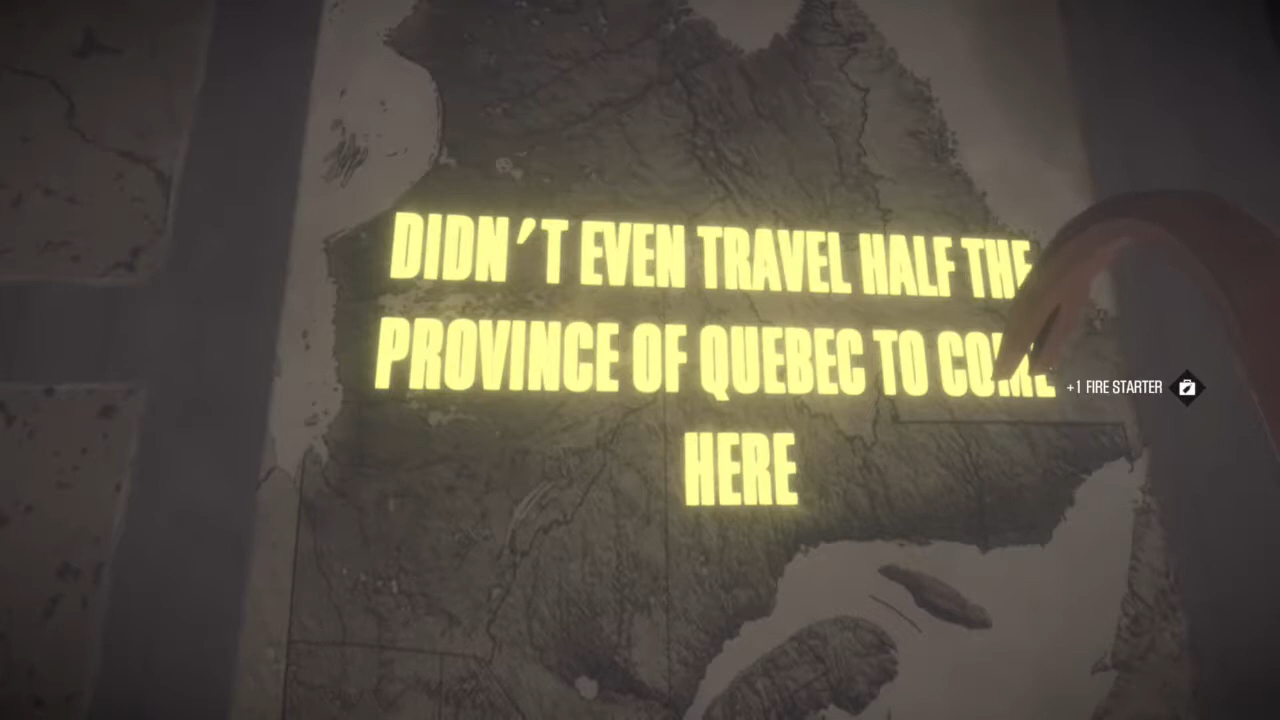 DIDN'T EVEN TRAVEL HALF THE
PROVINCE OF QUEBEC TO COME
HERE
+1 FIRE STARTER